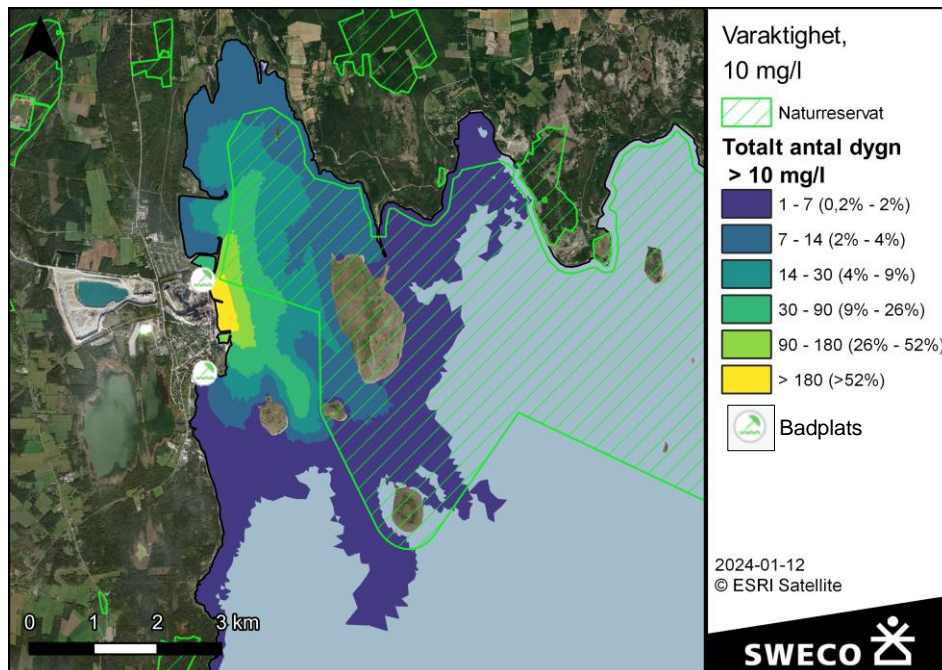 Varaktighet,
10 mg/l
Naturreservat
Totalt antal dygn
> 10 mg/l
1 - 7 (0,2% - 2%)
7 - 14 (2% - 4%)
14 - 30 (4% - 9%)
30 - 90 (9% - 26%)
90 - 180 (26% - 52%)
> 180 (>52%)
Badplats
2024-01-12
© ESRI Satellite
SWECO
0 1 2 3 km